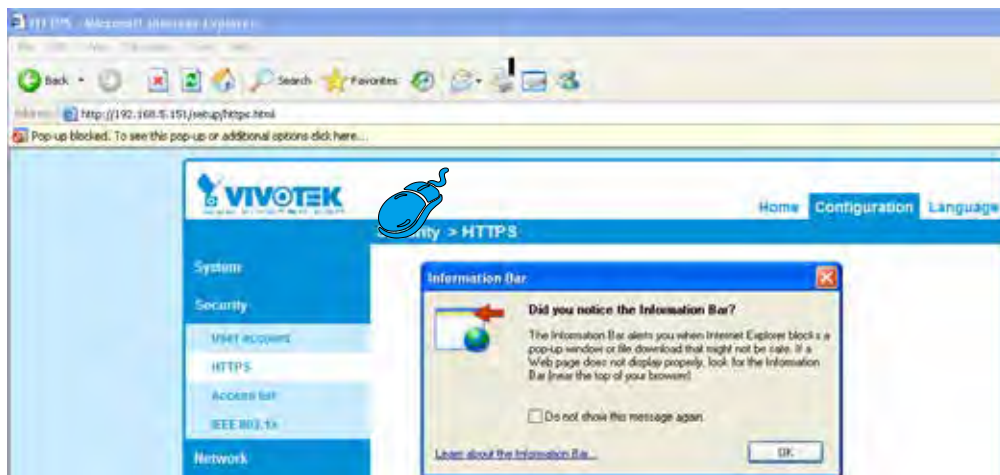 HTTPS - Microsoft Internet Explorer
Back
Search
Favorites
http://192.168.5.151/setup/https.html
Pop-up blocked. To see this pop-up or additional options click here...
VIVOTEK
Home Configuration Language
> HTTPS
System
Information Bar
Did you notice the Information Bar?
Security
The Information Bar alerts you when Internet Explorer blocks a
pop-up window or file download that might not be safe. If a
Web page does not display properly, look for the Information
Bar (near the top of your browser)
User account
HTTPS
Access list
IEEE 802.1x
Do not show this message again
Network
Learn about the Information Bar...
OK